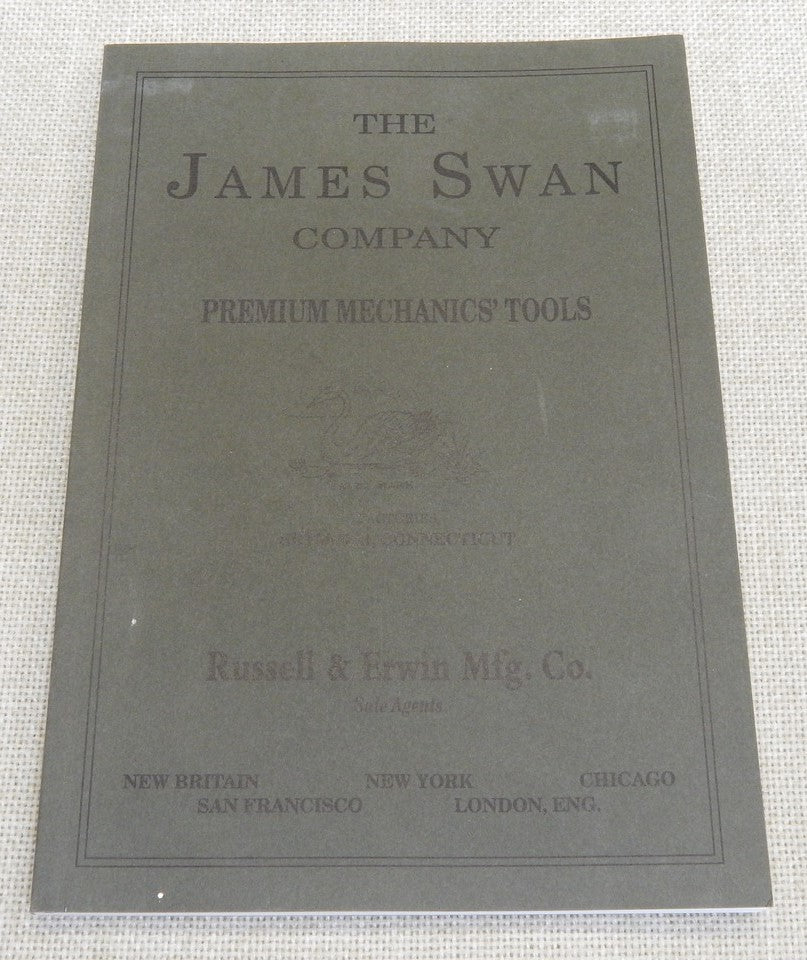 THE
JAMES SWAN
COMPANY
PREMIUM MECHANICS' TOOLS
CONNECTICUT
Russell & Erwin Mfg. Co.
Sole Agents
NEW BRITAIN NEW YORK CHICAGO
SAN FRANCISCO LONDON, ENG.